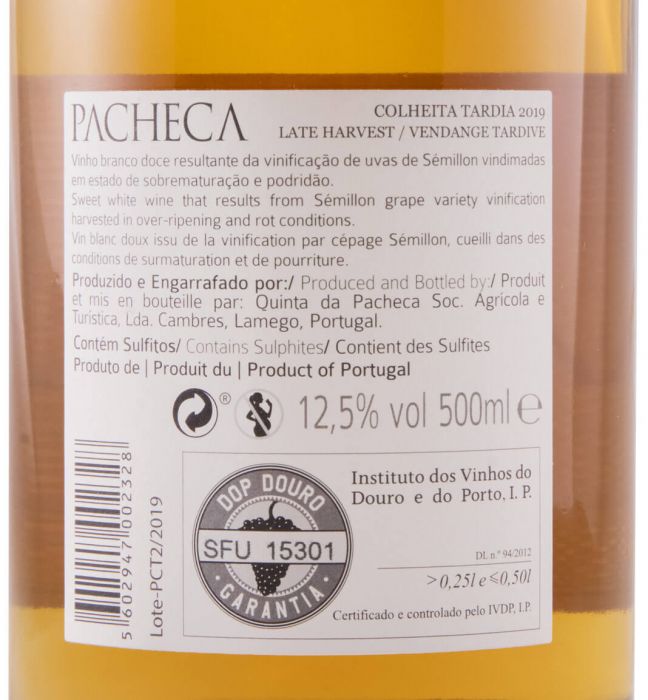 PACHECA
COLHEITA TARDIA 2019
LATE HARVEST / VENDANGE TARDIVE
Vinho branco doce resultante da vinificação de uvas de Sémillon vindimadas
em estado de sobrematuração e podridão.
Sweet white wine that results from Sémillon grape variety vinification
harvested in over-ripening and rot conditions.
Vin blanc doux issu de la vinification par cépage Sémillon, cueilli dans des
conditions de surmaturation et de pourriture.
Produzido e Engarrafado por:/ Produced and Bottled by:/ Produit
et mis en bouteille par: Quinta da Pacheca Soc. Agrícola e
Turística, Lda. Cambres, Lamego, Portugal.
Contém Sulfitos/ Contains Sulphites/ Contient des Sulfites
Produto de | Produit du | Product of Portugal
® 12,5% vol 500ml e
5 602947 002328
Lote-PCT2/2019
DOP DOURO
SFU 15301
· GARANTIA ·
Instituto dos Vinhos do
Douro e do Porto, I. P.
DL n.º 94/2012
>0,25l e ≤0,50l
Certificado e controlado pelo IVDP, I.P.